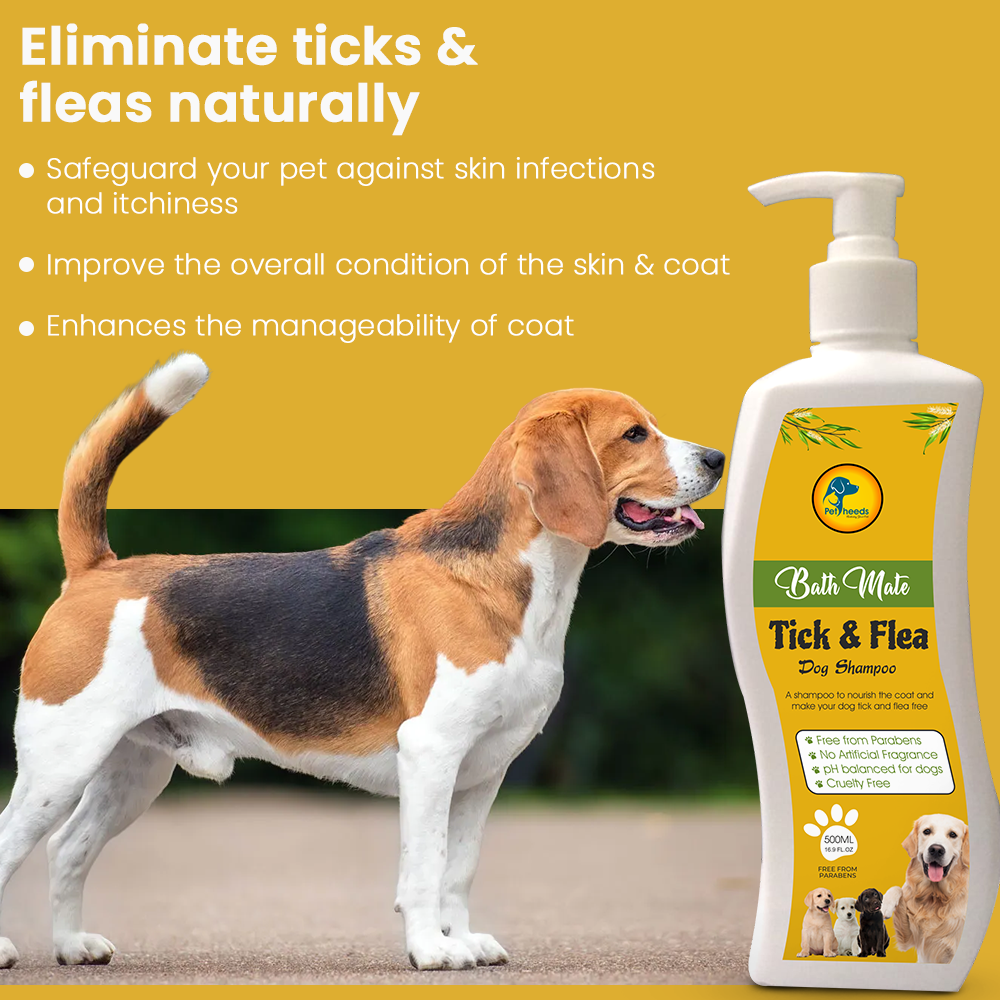 Eliminate ticks &
fleas naturally
Safeguard your pet against skin infections
and itchiness
Improve the overall condition of the skin & coat
Enhances the manageability of coat
Pet heeds
Bath Mate
Tick & Flea
Dog Shampoo
A shampoo to nourish the coat and
make your dog tick and flea free
Free from Parabens
No Artificial Fragrance
pH balanced for dogs
Cruelty Free
500ML
16.9 FL.OZ
FREE FROM
PARABENS